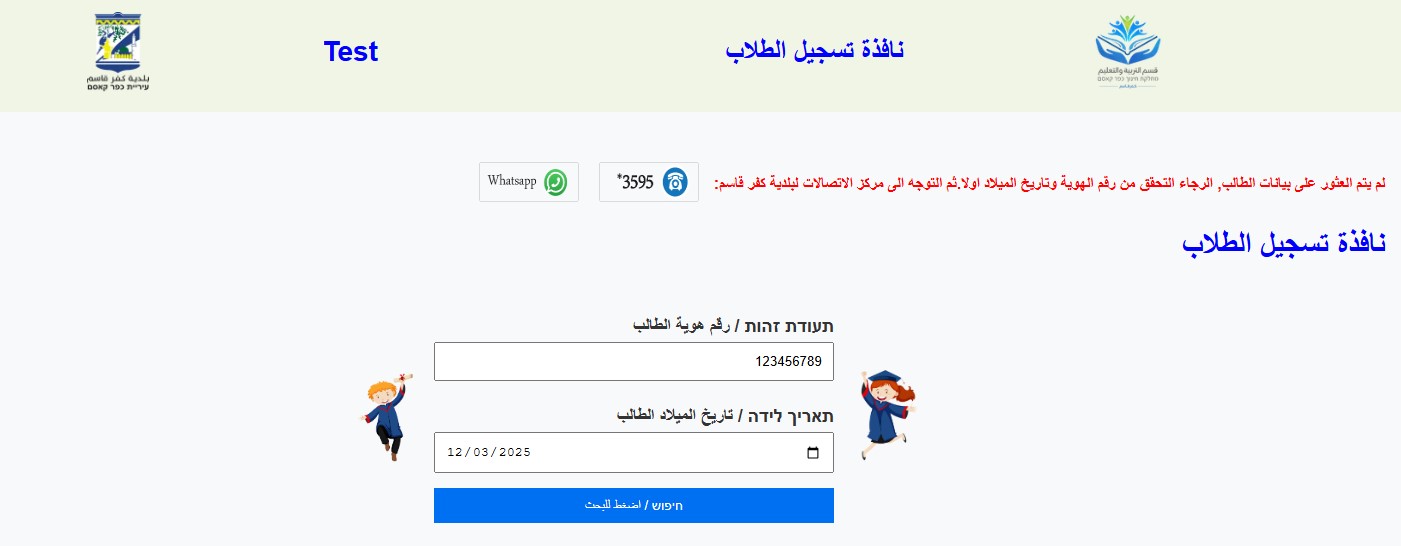 قسم التربية والتعليم
מחלקת חינוך כפר קאסם
نافذة تسجيل الطلاب
Test
بلدية كفر قاسم
עיריית כפר קאסם
لم يتم العثور على بيانات الطالب, الرجاء التحقق من رقم الهوية وتاريخ الميلاد اولا.ثم التوجه الى مركز الاتصالات لبلدية كفر قاسم:
*3595
Whatsapp
نافذة تسجيل الطلاب
תעודת זהות / رقم هوية الطالب
123456789
תאריך לידה / تاريخ الميلاد الطالب
12/03/2025
חיפוש / اضغط للبحث